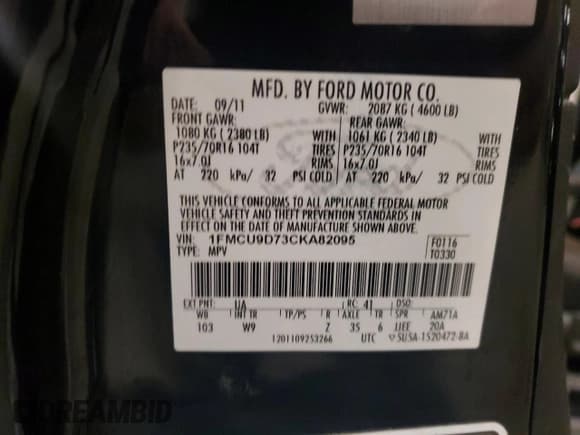 MFD. BY FORD MOTOR CO.
DATE: 09/11 GVWR: 2087 KG (4600 LB)
FRONT GAWR: REAR GAWR:
1080 KG (2380 LB) WITH 1061 KG (2340 LB) WITH
P235/70R16 104T TIRES P235/70R16 104T TIRES
16x7.0J RIMS 16x7.0J RIMS
AT 220 kPa/ 32 PSI COLD AT 220 kPa/ 32 PSI COLD
THIS VEHICLE CONFORMS TO ALL APPLICABLE FEDERAL MOTOR
VEHICLE SAFETY AND THEFT PREVENTION STANDARDS IN
EFFECT ON THE DATE OF MANUFACTURE SHOWN ABOVE.
VIN: 1FMCU9D73CKA82095 F0116
TYPE: MPV T0330
EXT PNT: UA RC: 41 DSO:
WB INT TR TP/PS R AXLE TR SPR AM71A
103 W9 Z 35 6 JJEE 20A
1201109253266 UTC ▽5U5A-1520472-BA
DREAMBID